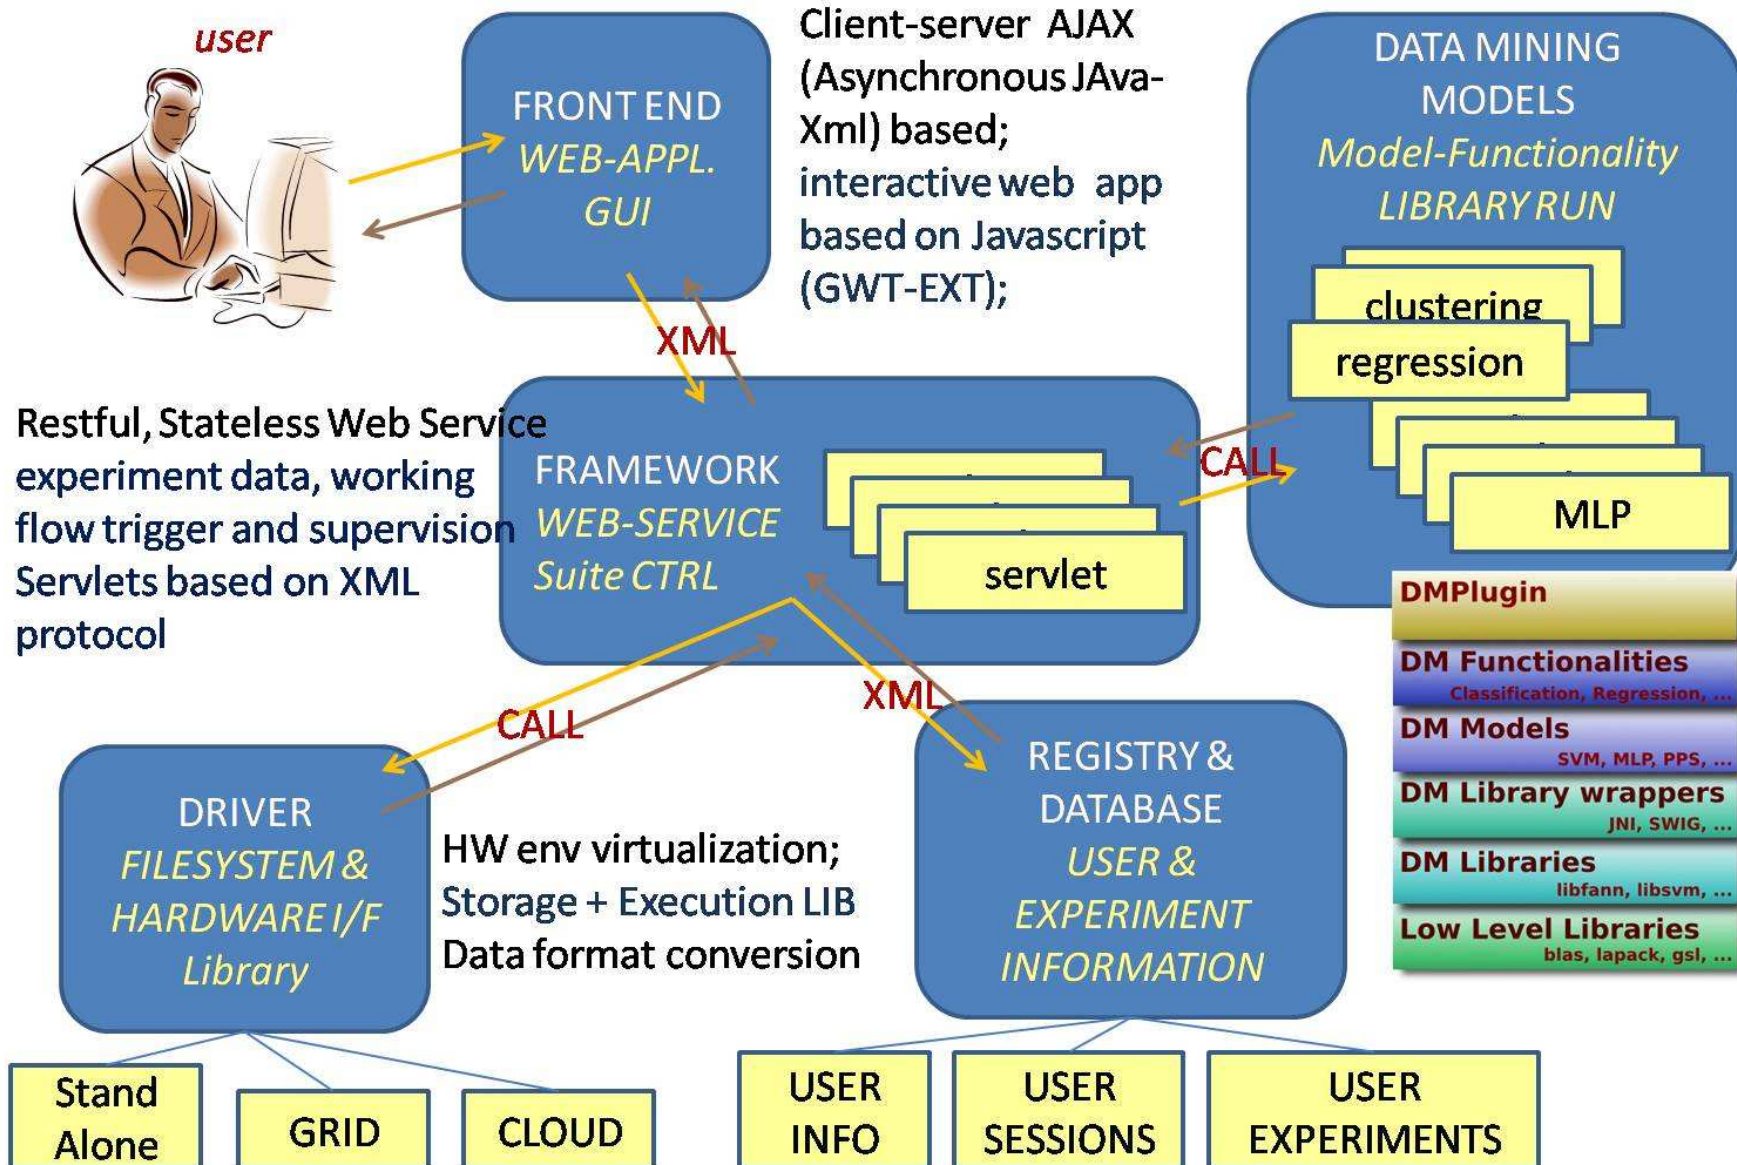 user
FRONT END
WEB-APPL.
GUI
Client-server AJAX
(Asynchronous JAva-
Xml) based;
interactive web app
based on Javascript
(GWT-EXT);
DATA MINING
MODELS
Model-Functionality
LIBRARY RUN
clustering
regression
MLP
XML
Restful, Stateless Web Service
experiment data, working
flow trigger and supervision
Servlets based on XML
protocol
FRAMEWORK
WEB-SERVICE
Suite CTRL
servlet
CALL
CALL
XML
DMPlugin
DM Functionalities
Classification, Regression, ...
DM Models
SVM, MLP, PPS, ...
DM Library wrappers
JNI, SWIG, ...
DM Libraries
libfann, libsvm, ...
Low Level Libraries
blas, lapack, gsl, ...
DRIVER
FILESYSTEM &
HARDWARE I/F
Library
HW env virtualization;
Storage + Execution LIB
Data format conversion
REGISTRY &
DATABASE
USER &
EXPERIMENT
INFORMATION
Stand
Alone
GRID
CLOUD
USER
INFO
USER
SESSIONS
USER
EXPERIMENTS